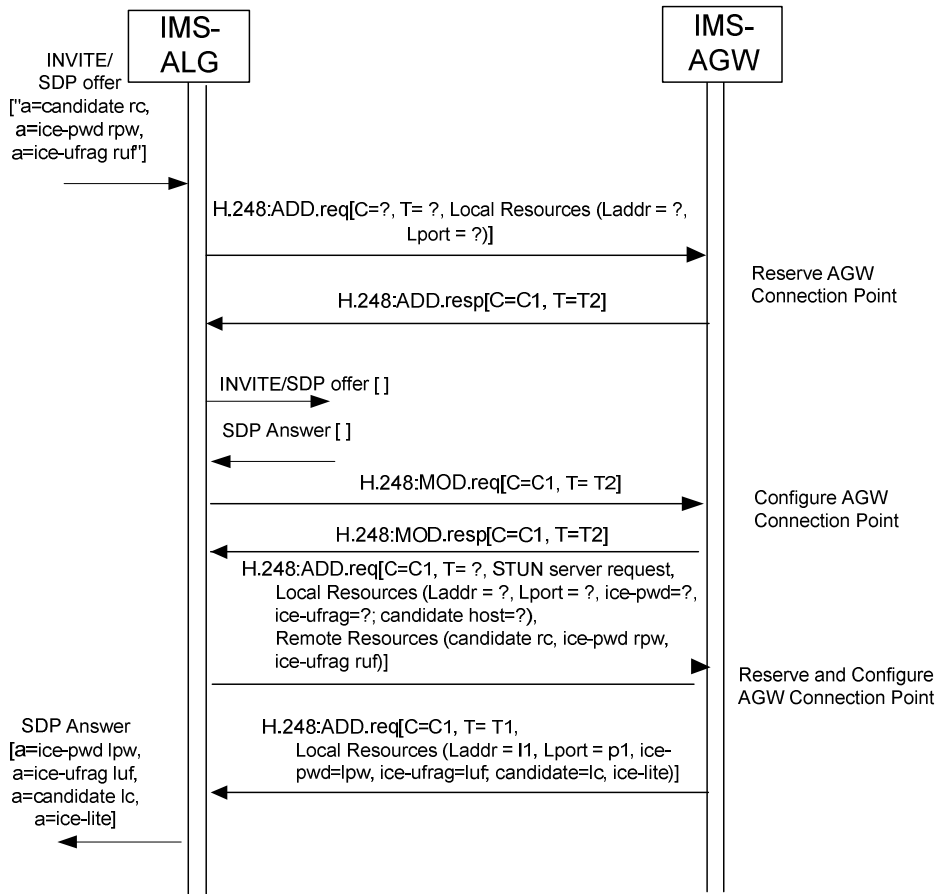 IMS-
ALG
IMS-
AGW
INVITE/
SDP offer
["a=candidate rc,
a=ice-pwd rpw,
a=ice-ufrag ruf"]
H.248:ADD.req[C=?, T= ?, Local Resources (Laddr = ?,
Lport = ?)]
Reserve AGW
Connection Point
H.248:ADD.resp[C=C1, T=T2]
INVITE/SDP offer [ ]
SDP Answer [ ]
H.248:MOD.req[C=C1, T= T2]
Configure AGW
Connection Point
H.248:MOD.resp[C=C1, T=T2]
H.248:ADD.req[C=C1, T= ?, STUN server request,
Local Resources (Laddr = ?, Lport = ?, ice-pwd=?,
ice-ufrag=?; candidate host=?),
Remote Resources (candidate rc, ice-pwd rpw,
ice-ufrag ruf)]
Reserve and Configure
AGW Connection Point
H.248:ADD.req[C=C1, T= T1,
Local Resources (Laddr = l1, Lport = p1, ice-
pwd=lpw, ice-ufrag=luf; candidate=lc, ice-lite)]
SDP Answer
[a=ice-pwd lpw,
a=ice-ufrag luf,
a=candidate lc,
a=ice-lite]